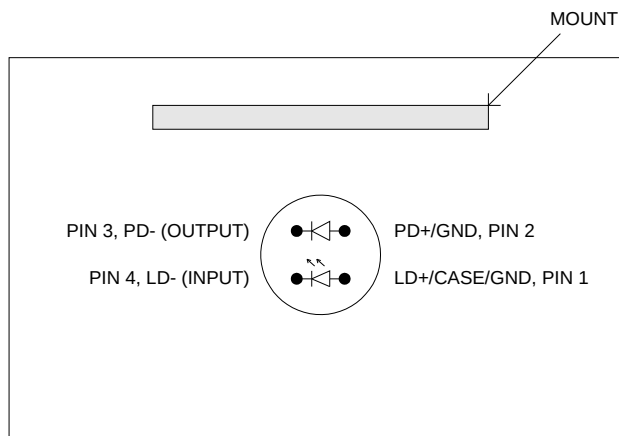 MOUNT
PIN 3, PD- (OUTPUT) PD+/GND, PIN 2
PIN 4, LD- (INPUT) LD+/CASE/GND, PIN 1